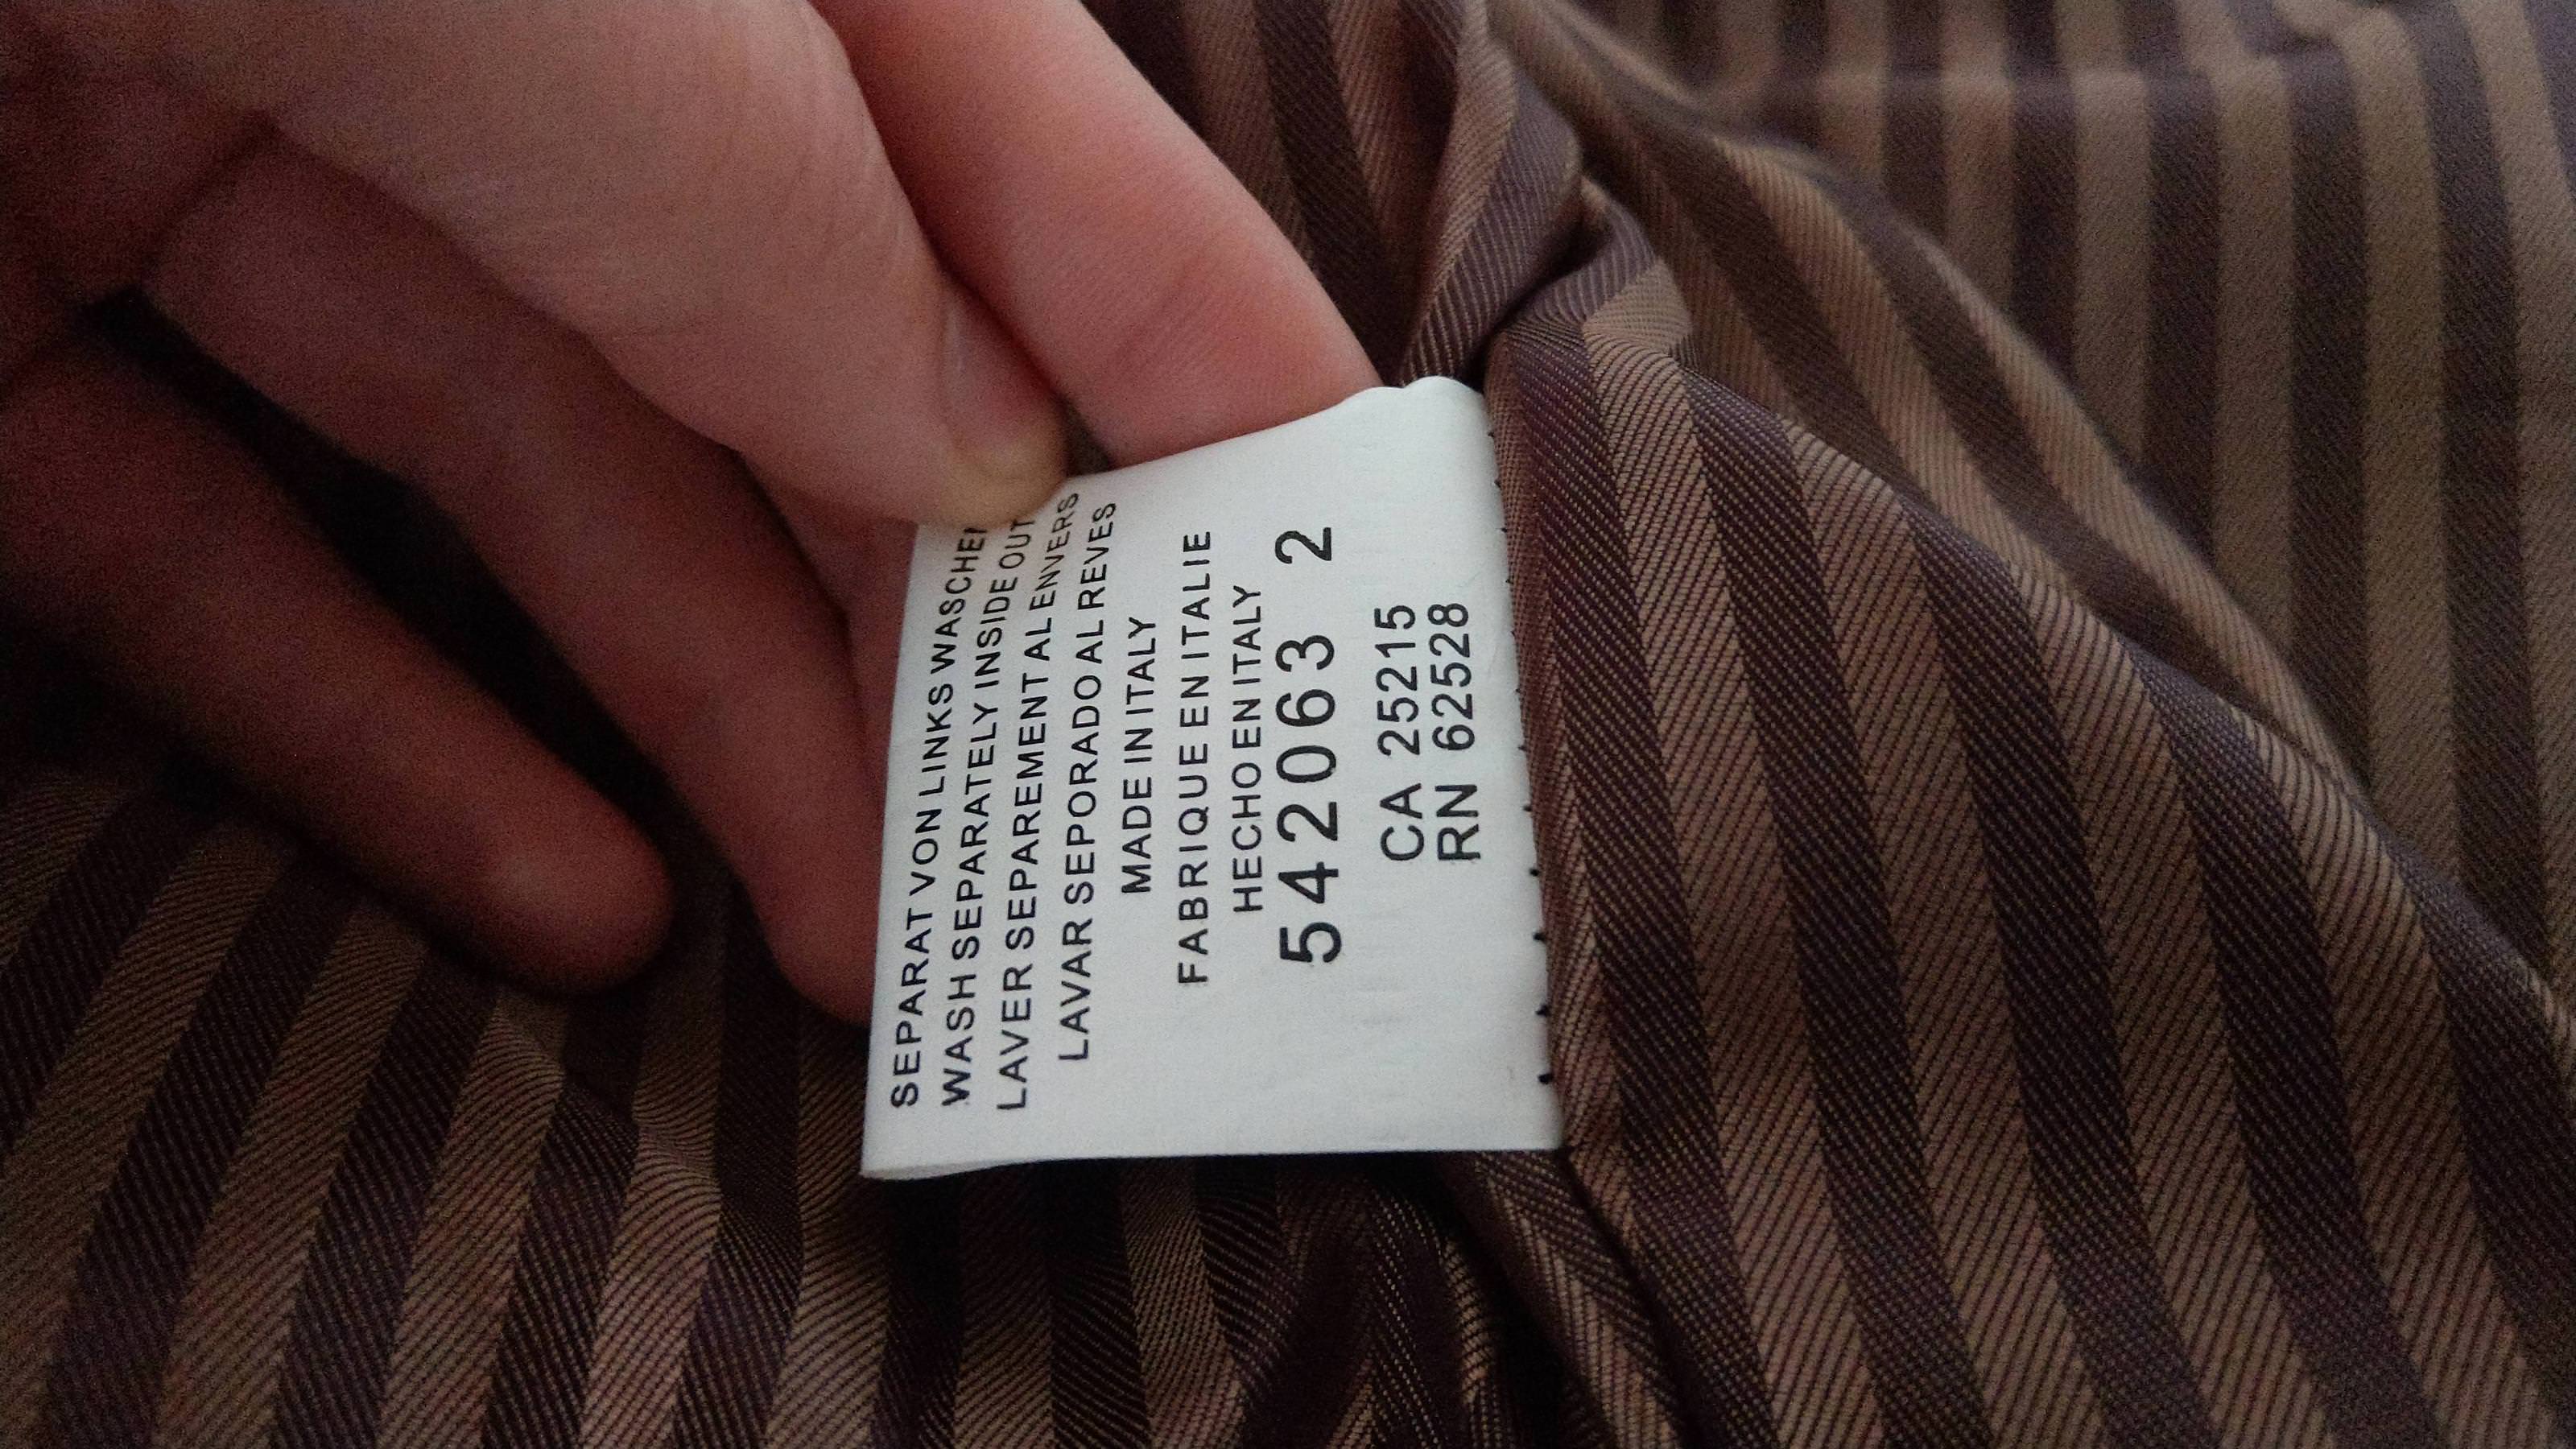 SEPARAT VON LINKS WASCHEN
WASH SEPARATELY INSIDE OUT
LAVER SEPAREMENT AL ENVERS
LAVAR SEPORADO AL REVES
MADE IN ITALY
FABRIQUE EN ITALIE
HECHO EN ITALY
542063 2
CA 25215
RN 62528